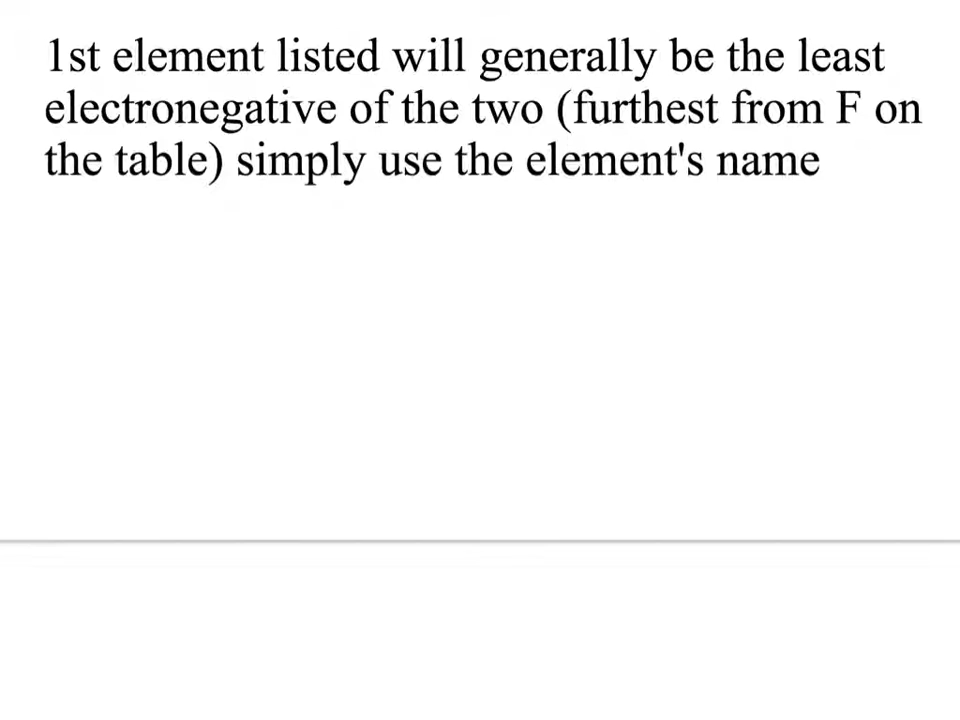 1st element listed will generally be the least
electronegative of the two (furthest from F on
the table) simply use the element's name